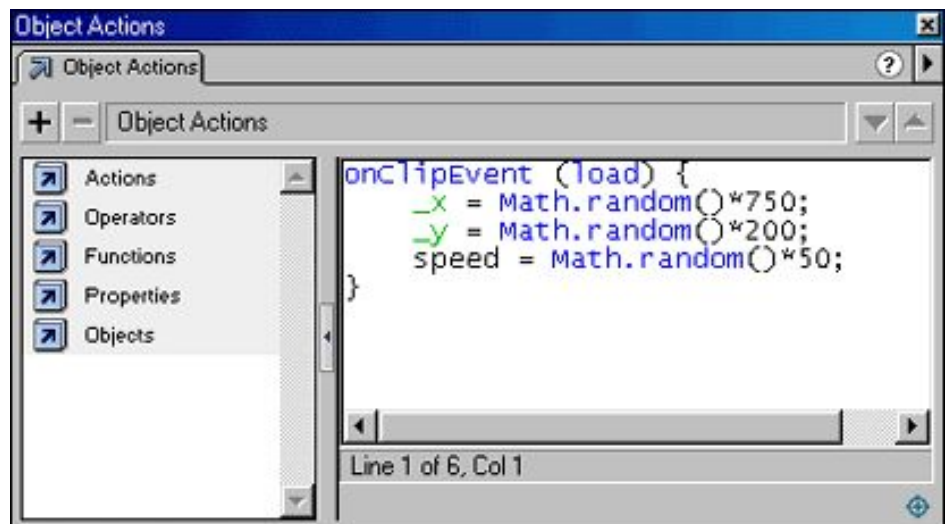 Object Actions
Object Actions
?
+ - Object Actions
Actions
Operators
Functions
Properties
Objects
onClipEvent (load) {
    _x = Math.random()*750;
    _y = Math.random()*200;
    speed = Math.random()*50;
}
Line 1 of 6, Col 1